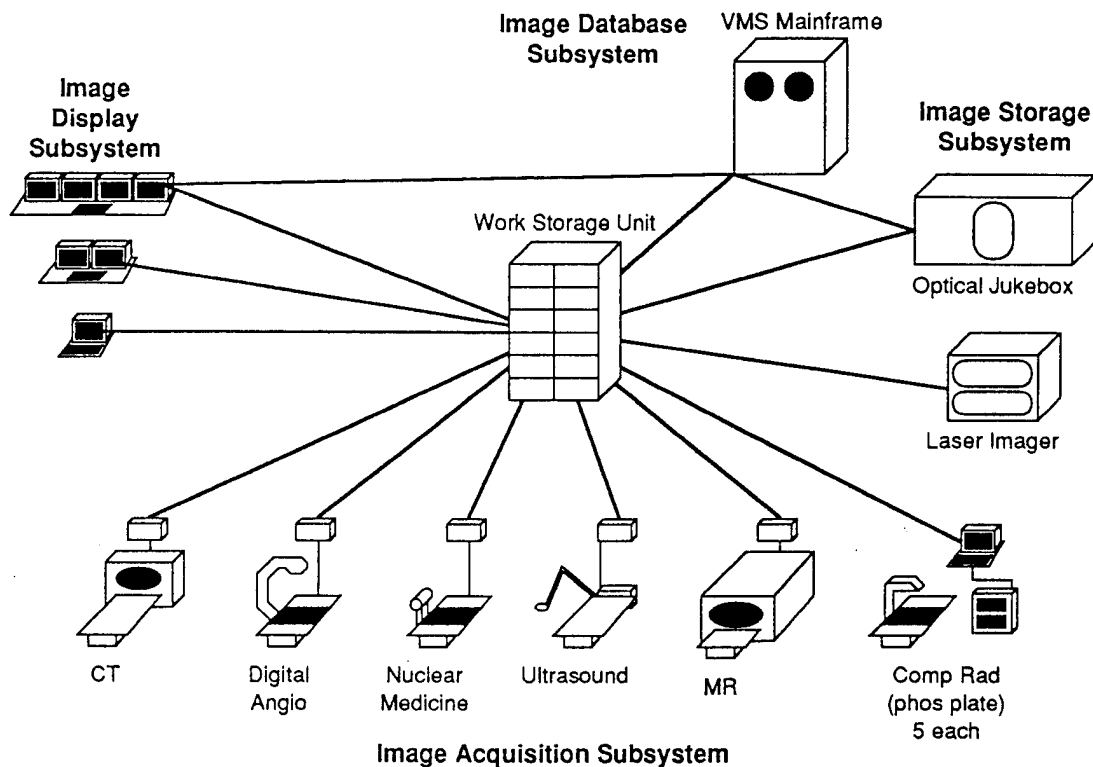 Image Database
Subsystem
VMS Mainframe
Image
Display
Subsystem
Image Storage
Subsystem
Work Storage Unit
Optical Jukebox
Laser Imager
CT
Digital
Angio
Nuclear
Medicine
Ultrasound
MR
Comp Rad
(phos plate)
5 each
Image Acquisition Subsystem